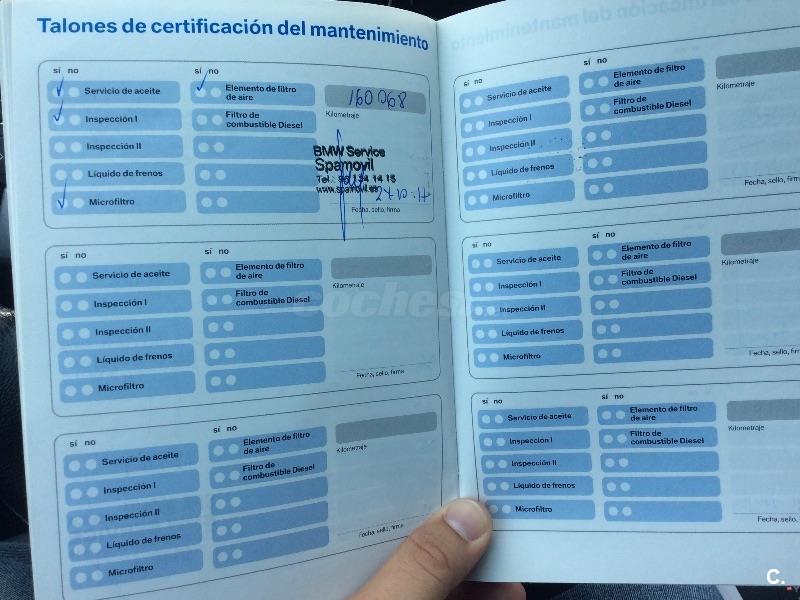 Talones de certificación del mantenimiento
sí no
sí no
Servicio de aceite
Elemento de filtro
de aire
160 068
Inspección I
Filtro de
combustible Diesel
Kilometraje
Inspección II
BMW Service
Spamovil
Líquido de frenos
www.spamovil.es
Microfiltro
Fecha, sello, firma
sí no
sí no
Servicio de aceite
Elemento de filtro
de aire
Inspección I
Filtro de
combustible Diesel
Kilometraje
Inspección II
Líquido de frenos
Microfiltro
Fecha, sello, firma
sí no
sí no
Servicio de aceite
Elemento de filtro
de aire
Inspección I
Filtro de
combustible Diesel
Kilometraje
Inspección II
Líquido de frenos
Microfiltro
Fecha, sello, firma
sí no
sí no
Servicio de aceite
Elemento de filtro
de aire
Inspección I
Filtro de
combustible Diesel
Kilometraje
Inspección II
Líquido de frenos
Microfiltro
Fecha, sello, firma
sí no
sí no
Servicio de aceite
Elemento de filtro
de aire
Inspección I
Filtro de
combustible Diesel
Kilometraje
Inspección II
Líquido de frenos
Microfiltro
Fecha, sello, firma
sí no
sí no
Servicio de aceite
Elemento de filtro
de aire
Inspección I
Filtro de
combustible Diesel
Kilometraje
Inspección II
Líquido de frenos
Microfiltro
Fecha, sello, firma
coches
C.